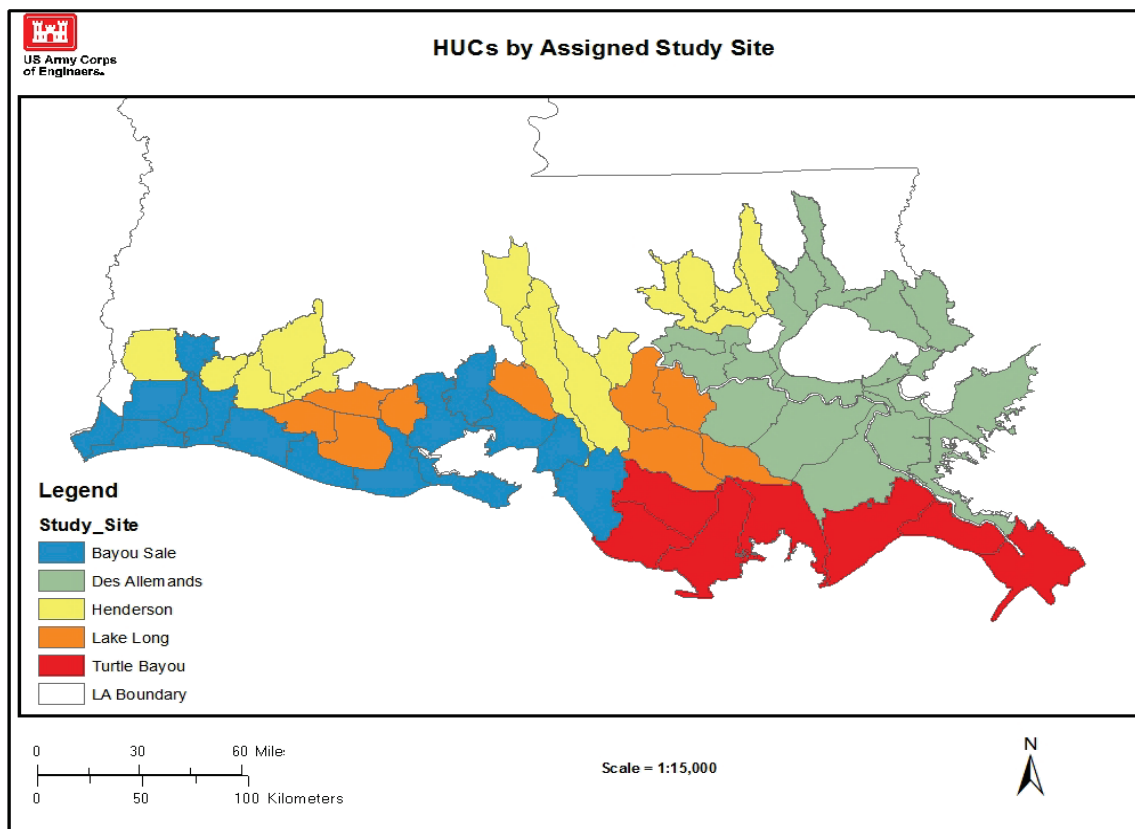 US Army Corps
of Engineers®
HUCs by Assigned Study Site
Legend
Study_Site
Bayou Sale
Des Allemands
Henderson
Lake Long
Turtle Bayou
LA Boundary
0 30 60 Miles
0 50 100 Kilometers
Scale = 1:15,000
N